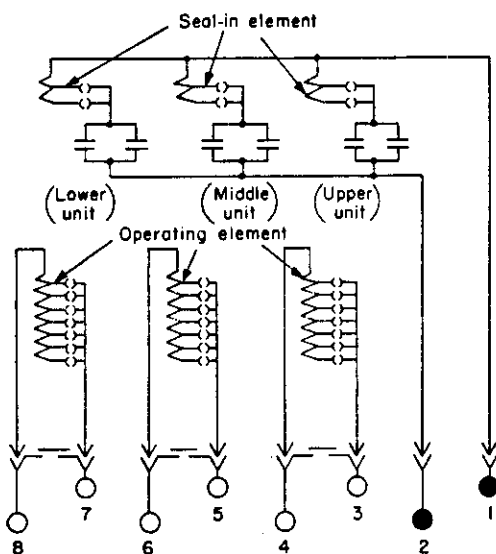 Seal-in element
(Lower unit)
(Middle unit)
(Upper unit)
Operating element
7 5 3 1
8 6 4 2